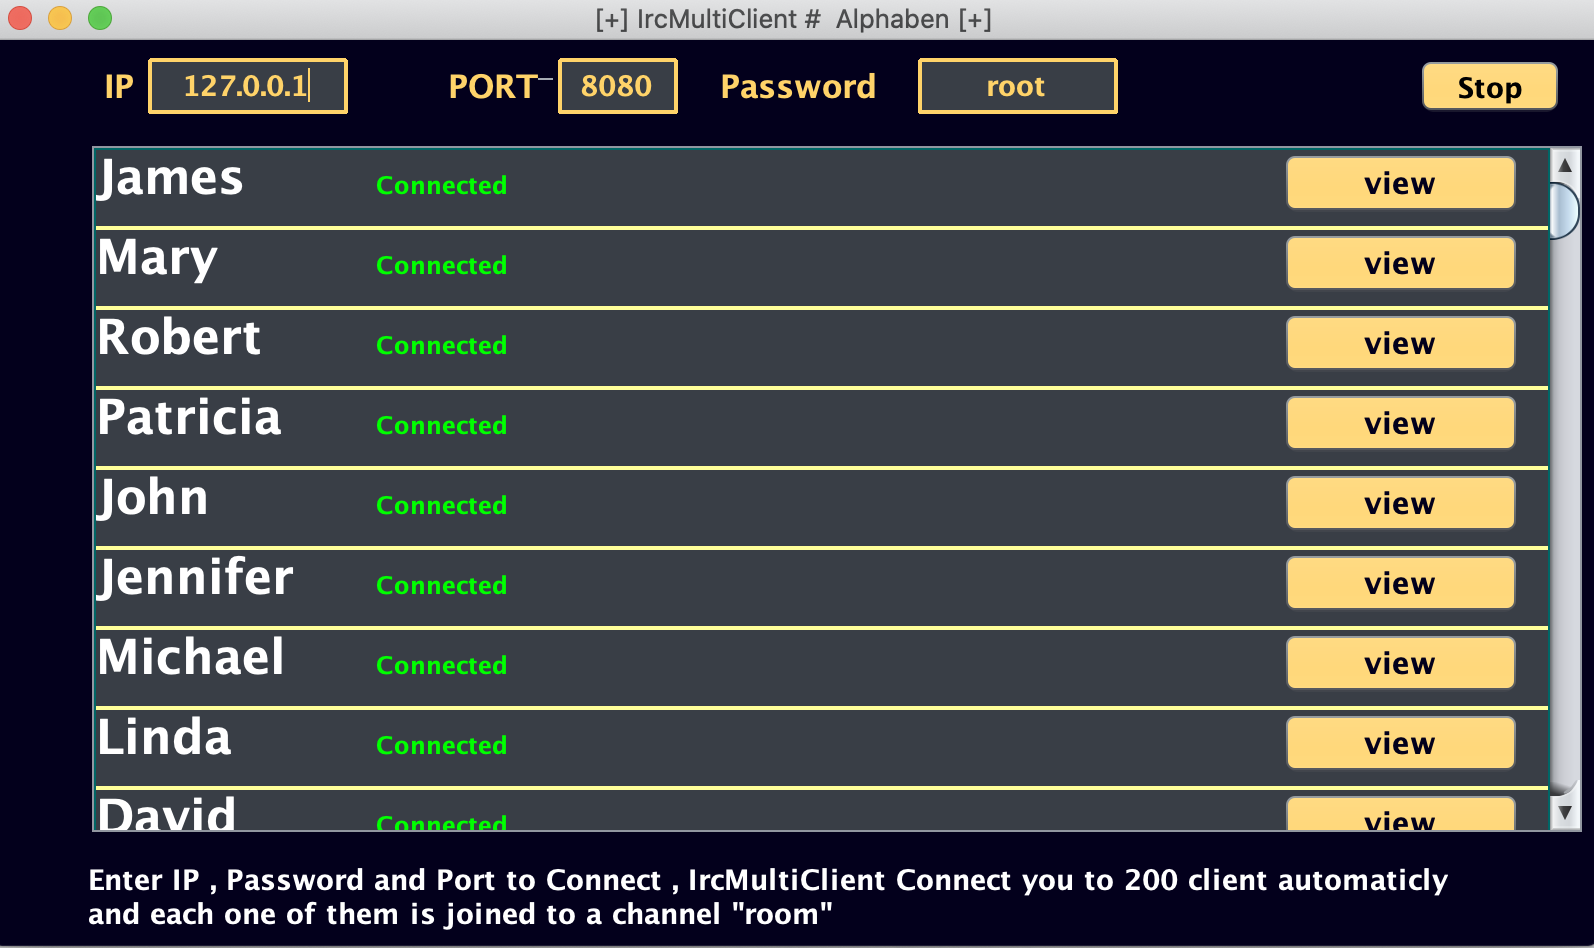 [+] IrcMultiClient # Alphaben [+]
IP 127.0.0.1 PORT 8080 Password root Stop
James Connected view
Mary Connected view
Robert Connected view
Patricia Connected view
John Connected view
Jennifer Connected view
Michael Connected view
Linda Connected view
David Connected view
Enter IP , Password and Port to Connect , IrcMultiClient Connect you to 200 client automaticly
and each one of them is joined to a channel "room"